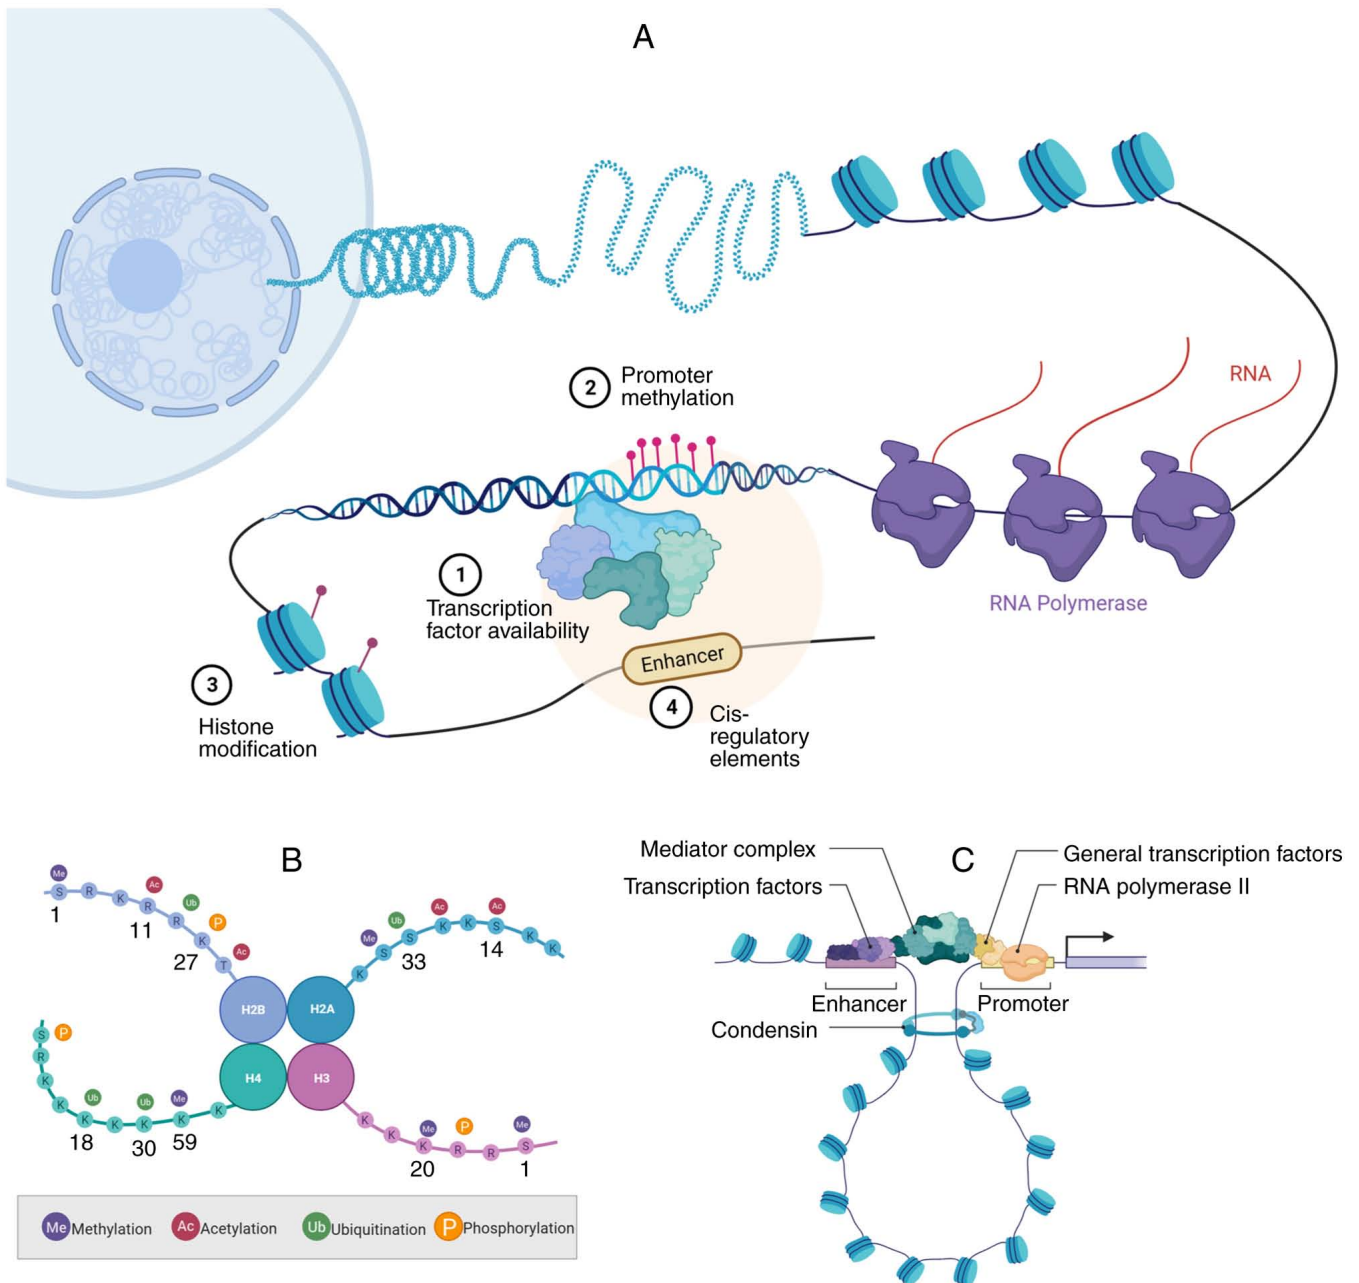 A
2
Promoter
methylation
RNA
1
Transcription
factor availability
RNA Polymerase
Enhancer
3
Histone
modification
4
Cis-
regulatory
elements
B
Me Ac Ub P Ac
S R K R R K T
1 11 27
Me Ub Ac Ac
K S S K K S K K
33 14
H2B H2A
H4 H3
P Ub Ub Me
S R K K K K K K K
18 30 59
Me P Me
K K K R R S
20 1
Me Methylation Ac Acetylation Ub Ubiquitination P Phosphorylation
C
Mediator complex
Transcription factors
General transcription factors
RNA polymerase II
Enhancer
Promoter
Condensin